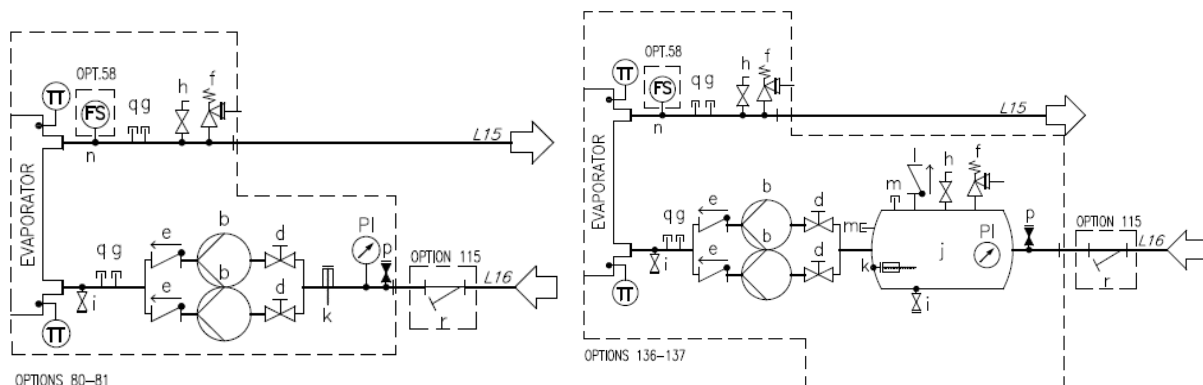 OPT.58
TT
FS
q g
h
f
n
L15
EVAPORATOR
b
d
e
q g
b
e
d
i
PI
p
OPTION 115
L16
k
r
TT
OPTIONS 80–81
OPT.58
TT
FS
q g
h
f
n
L15
EVAPORATOR
l
h
f
m
b
d
e
q g
m
b
e
d
i
PI
p
OPTION 115
L16
j
k
r
i
TT
OPTIONS 136–137